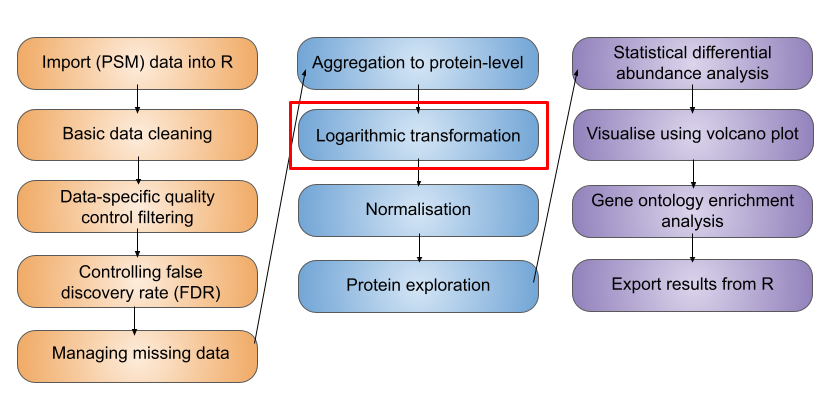 Import (PSM) data into R
Basic data cleaning
Data-specific quality
control filtering
Controlling false
discovery rate (FDR)
Managing missing data
Aggregation to protein-level
Logarithmic transformation
Normalisation
Protein exploration
Statistical differential
abundance analysis
Visualise using volcano plot
Gene ontology enrichment
analysis
Export results from R